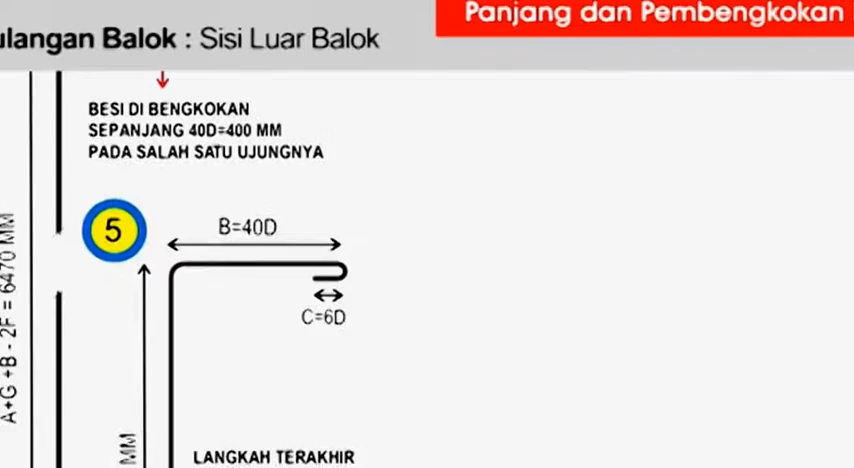 Panjang dan Pembengkokan
ulangan Balok : Sisi Luar Balok
BESI DI BENGKOKAN
SEPANJANG 40D=400 MM
PADA SALAH SATU UJUNGNYA
5
B=40D
C=6D
A+G +B - 2F = 6470 MM
MM
LANGKAH TERAKHIR